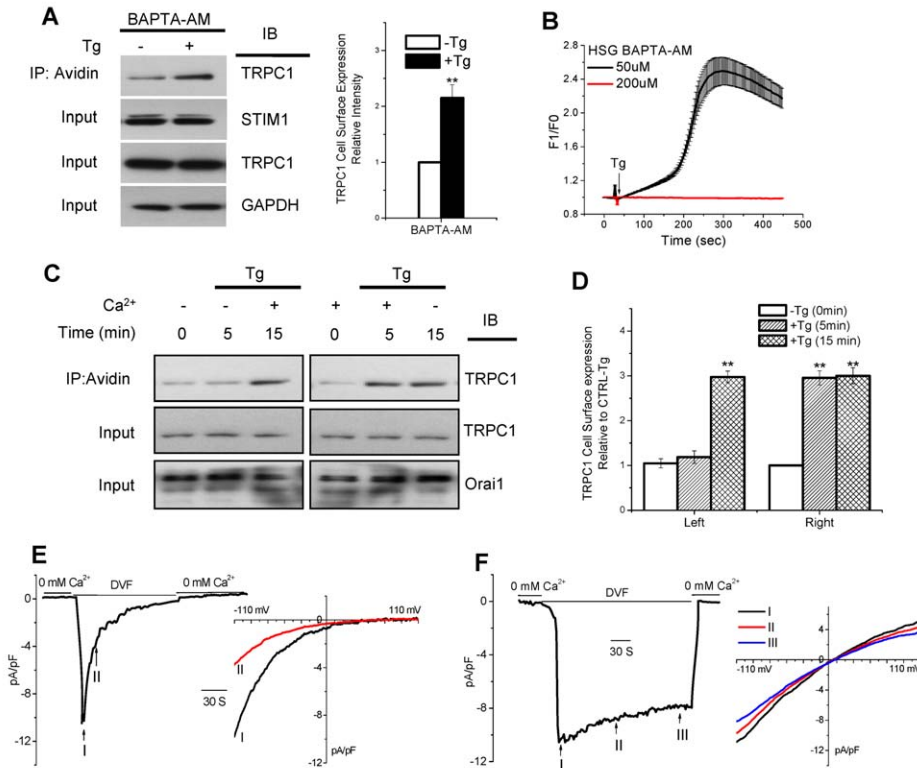 A
BAPTA-AM
Tg - + IB
IP: Avidin TRPC1
Input STIM1
Input TRPC1
Input GAPDH
-Tg
+Tg
**
TRPC1 Cell Surface Expression
Relative Intensity
3
2
1
0
BAPTA-AM
B
HSG BAPTA-AM
50uM
200uM
Tg
F1/F0
2.8
2.4
2.0
1.6
1.2
0.8
0 100 200 300 400 500
Time (sec)
C
Tg Tg
Ca2+ - - + + + -
Time (min) 0 5 15 0 5 15 IB
IP:Avidin TRPC1
Input TRPC1
Input Orai1
D
-Tg (0min)
+Tg (5min)
+Tg (15 min)
** ** **
TRPC1 Cell Surface expression
Relative to CTRL-Tg
4
3
2
1
0
Left Right
E
0 mM Ca2+ DVF 0 mM Ca2+
0
-4
-8
-12
pA/pF
I
II
30 S
-110 mV 110 mV
0
-4
-8
-12
II
I
pA/pF
F
0 mM Ca2+ DVF 0 mM Ca2+
0
-4
-8
-12
pA/pF
30 S
I
II
III
I
II
III
-110 mV 110 mV
4
0
-4
-8
-12
pA/pF